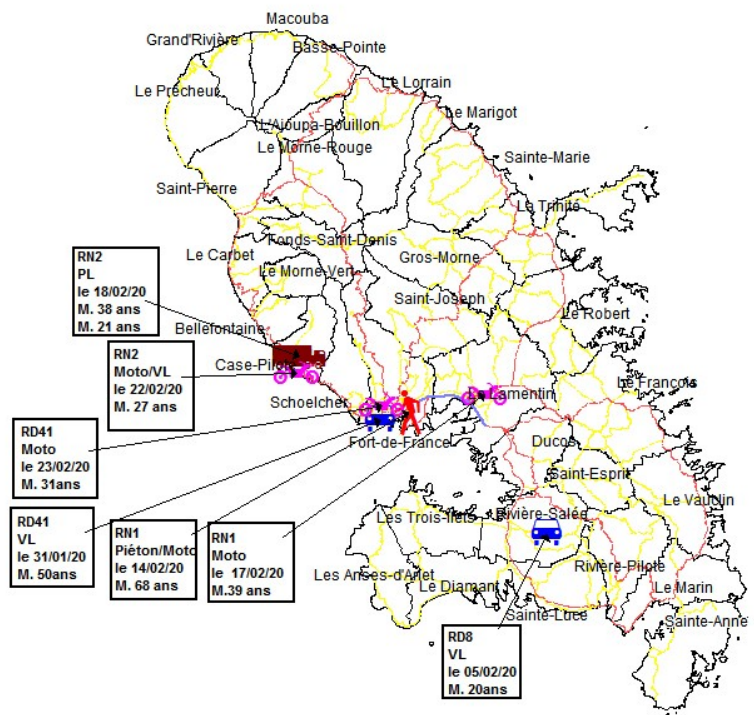 Macouba
Grand'Rivière
Basse-Pointe
Le Prêcheur
Le Lorrain
Le Marigot
L'Ajoupa-Bouillon
Le Morne-Rouge
Sainte-Marie
Saint-Pierre
La Trinité
Fonds-Saint-Denis
Le Carbet
Gros-Morne
Le Morne-Vert
Saint-Joseph
Le Robert
Bellefontaine
Case-Pilote
Schoelcher
Le Lamentin
Le François
Fort-de-France
Ducos
Saint-Esprit
Le Vauclin
Les Trois-Ilets
Rivière-Salée
Les Anses-d'Arlet
Le Diamant
Rivière-Pilote
Le Marin
Sainte-Luce
Sainte-Anne
RN2
PL
le 18/02/20
M. 38 ans
M. 21 ans
RN2
Moto/VL
le 22/02/20
M. 27 ans
RD41
Moto
le 23/02/20
M. 31ans
RD41
VL
le 31/01/20
M. 50ans
RN1
Piéton/Moto
le 14/02/20
M. 68 ans
RN1
Moto
le 17/02/20
M.39 ans
RD8
VL
le 05/02/20
M. 20ans